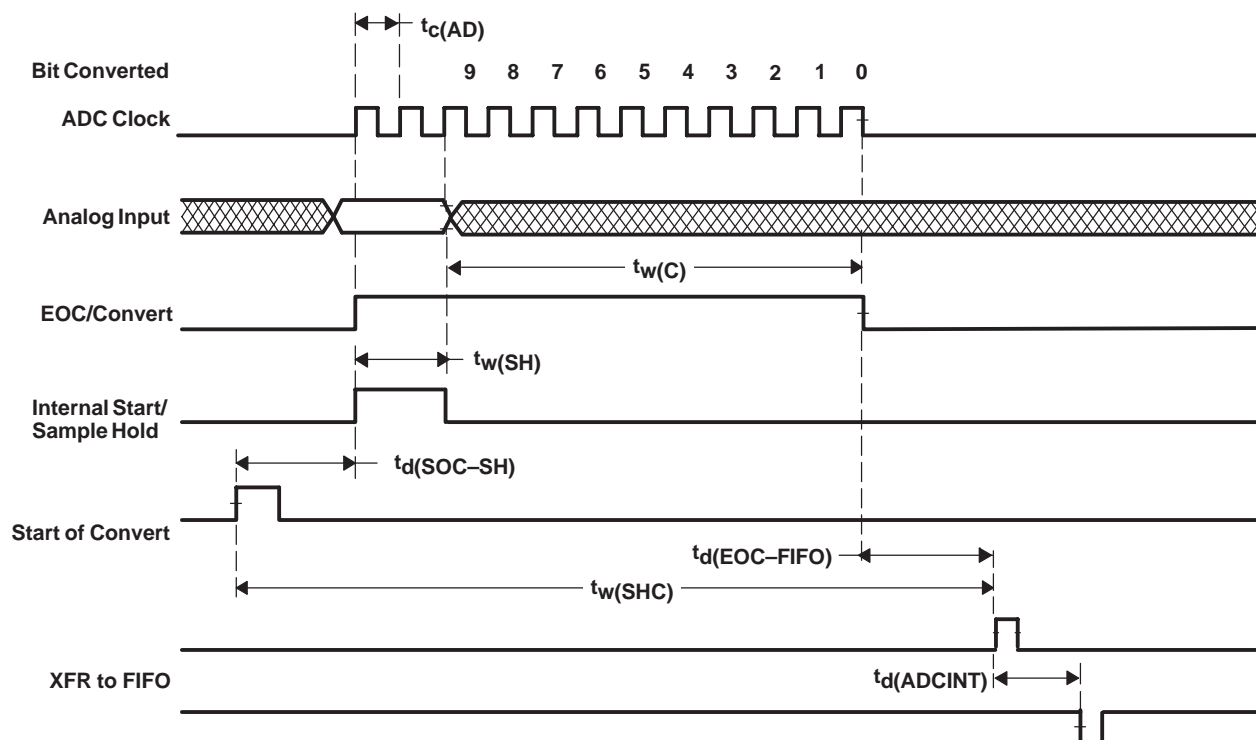 tc(AD)
Bit Converted 9 8 7 6 5 4 3 2 1 0
ADC Clock
Analog Input
tw(C)
EOC/Convert
tw(SH)
Internal Start/
Sample Hold
td(SOC–SH)
Start of Convert
td(EOC–FIFO)
tw(SHC)
XFR to FIFO
td(ADCINT)